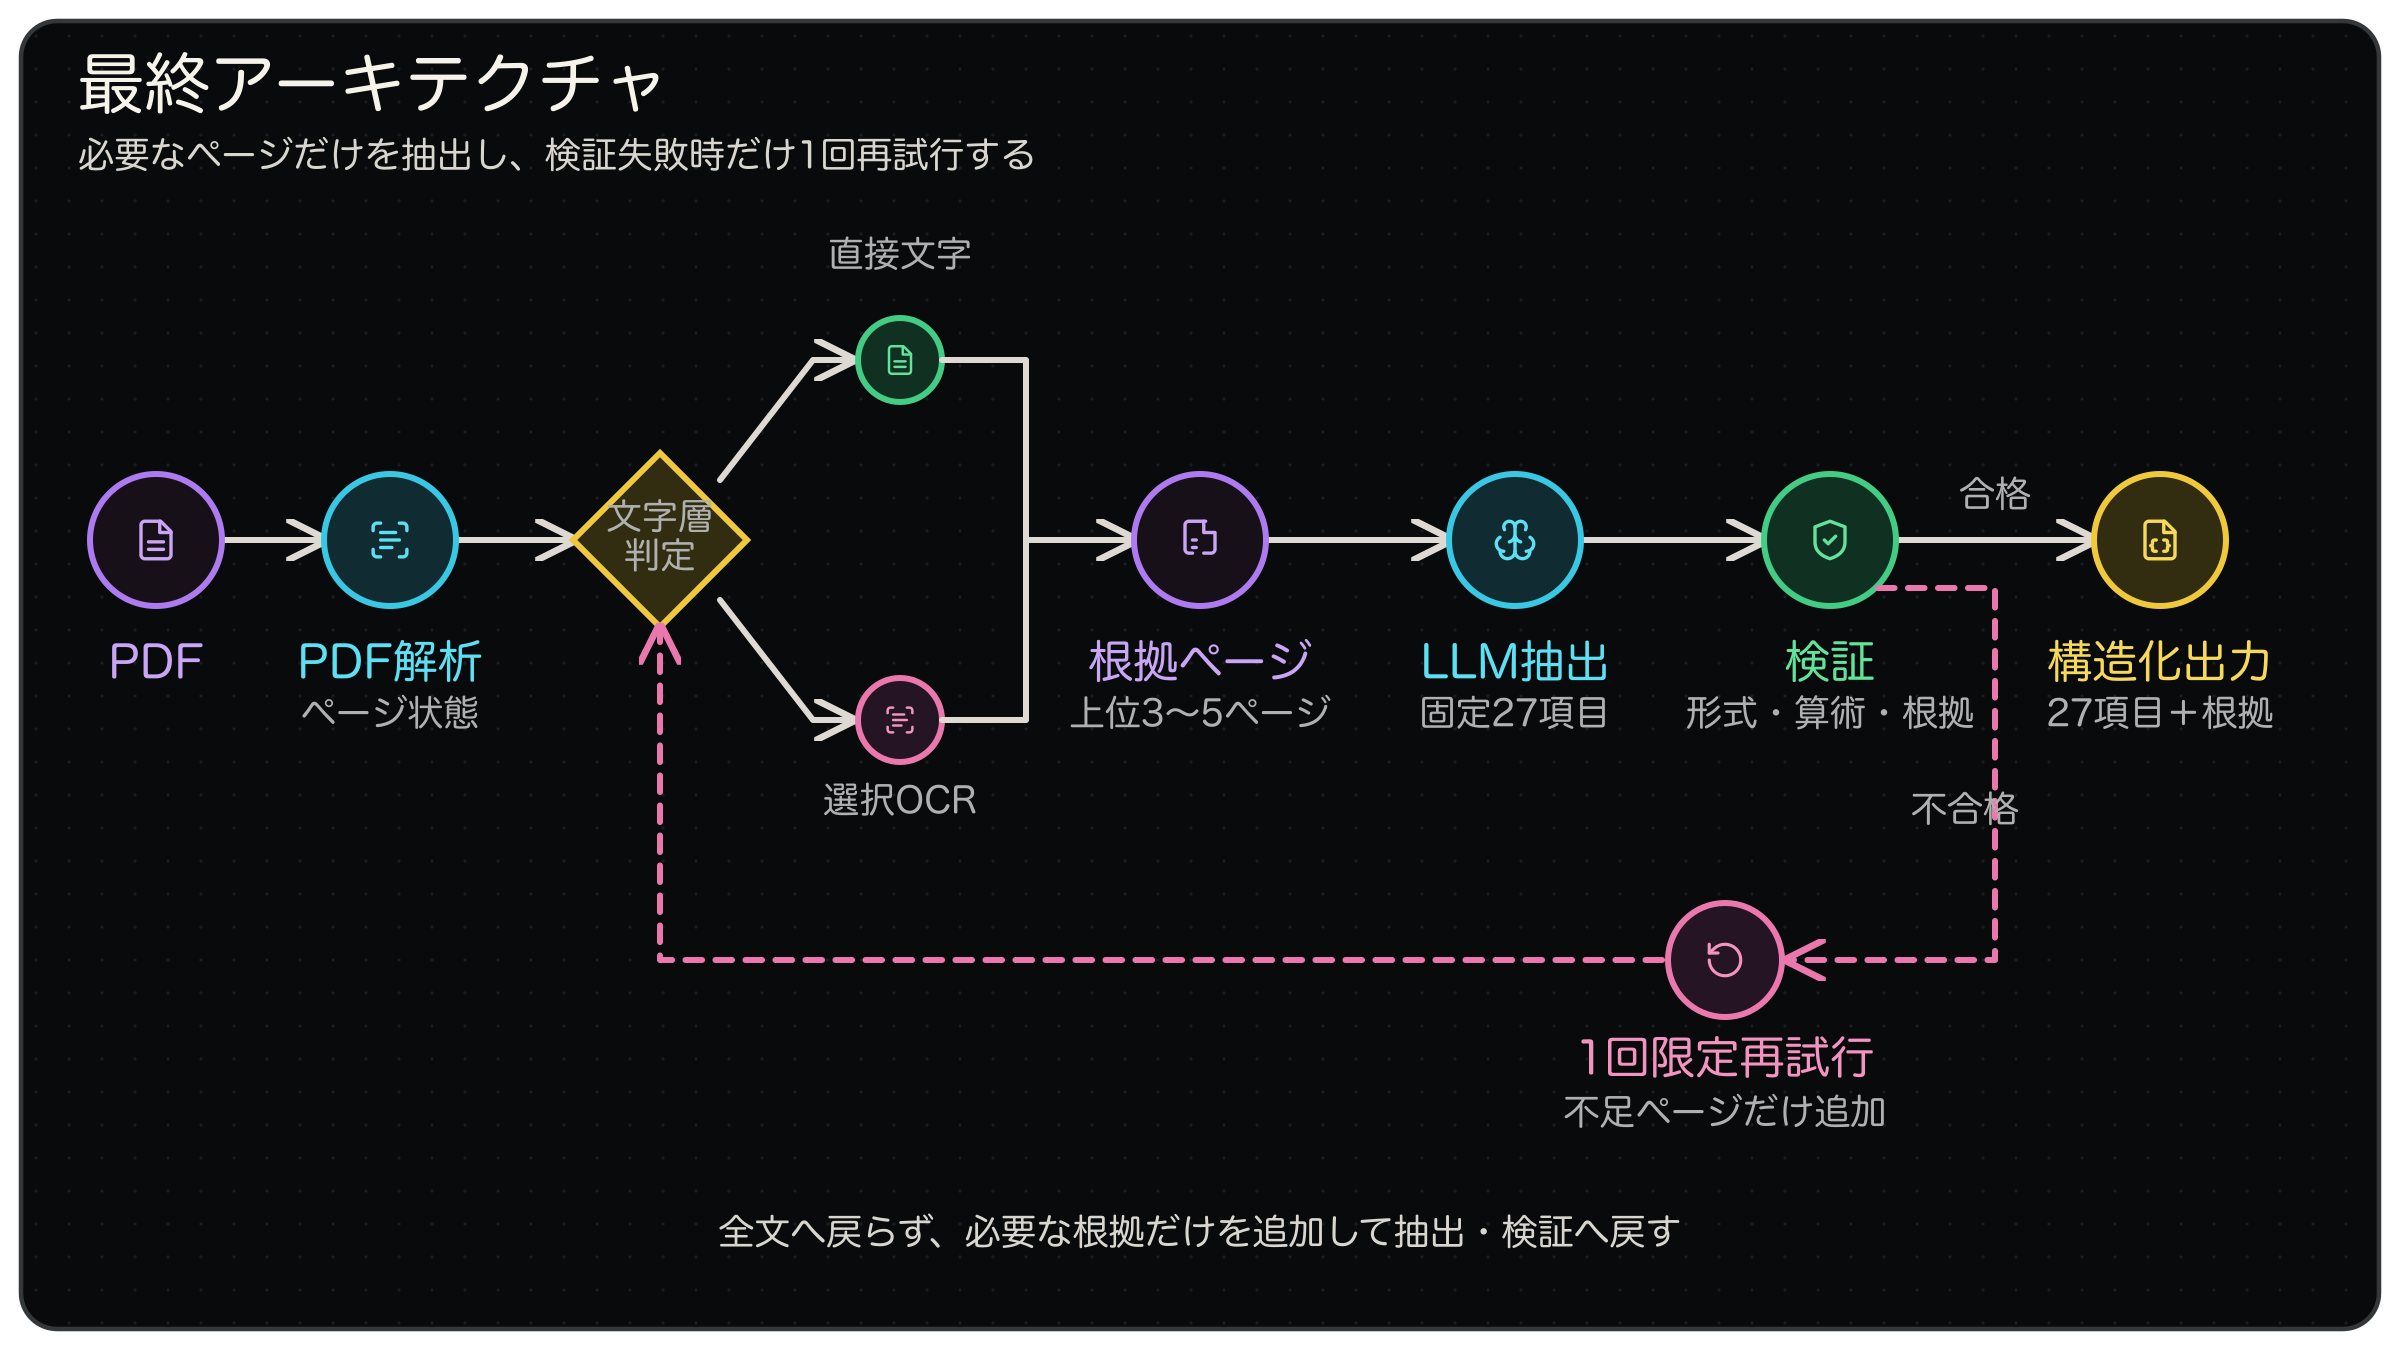 最終アーキテクチャ
必要なページだけを抽出し、検証失敗時だけ1回再試行する
直接文字
文字層
判定
選択OCR
PDF
PDF解析
ページ状態
根拠ページ
上位3〜5ページ
LLM抽出
固定27項目
検証
形式・算術・根拠
合格
構造化出力
27項目＋根拠
不合格
1回限定再試行
不足ページだけ追加
全文へ戻らず、必要な根拠だけを追加して抽出・検証へ戻す